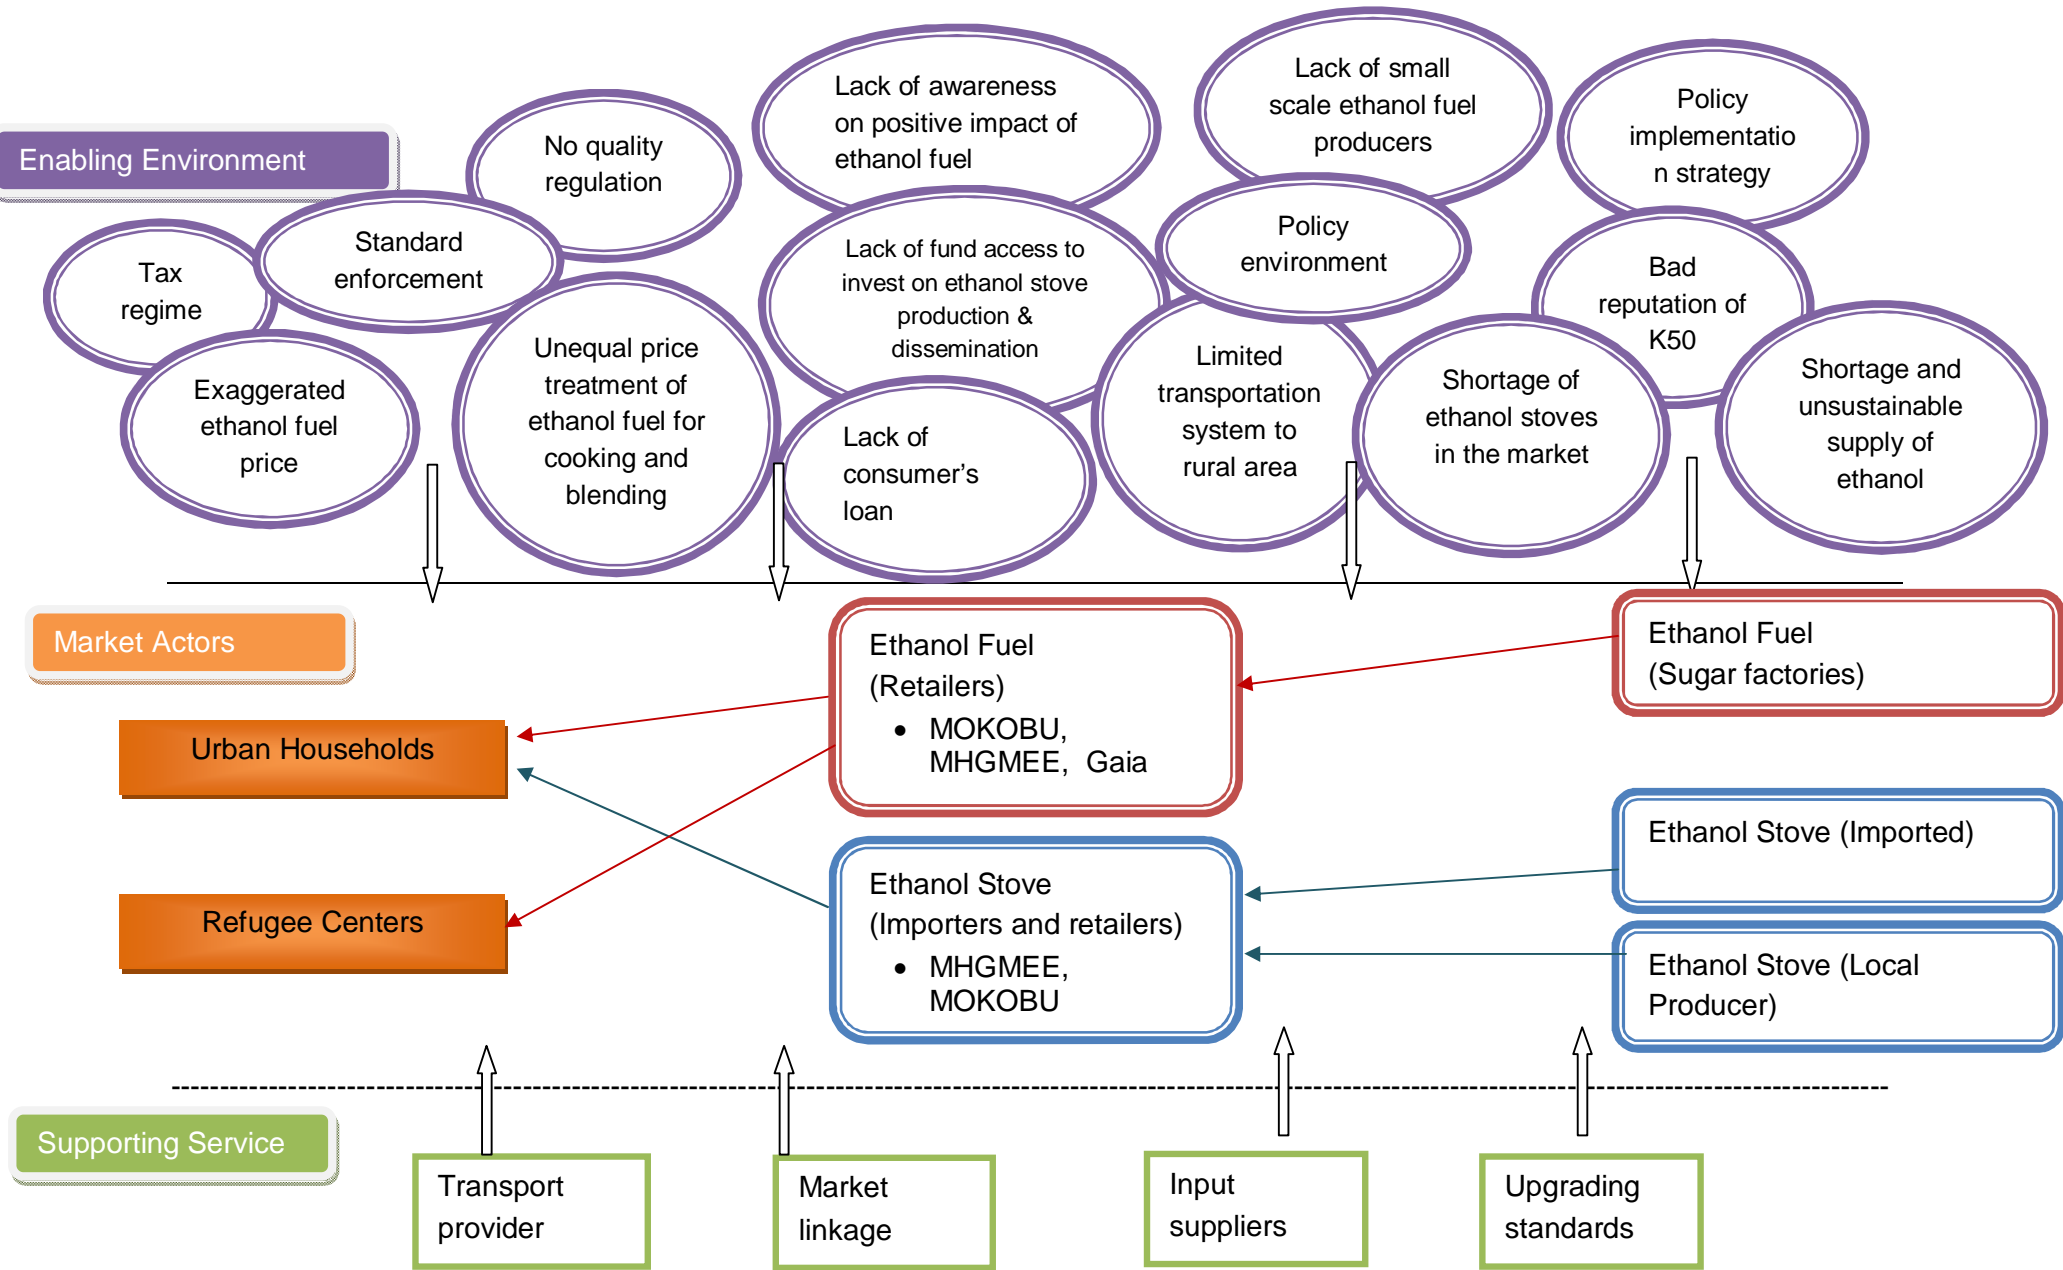 Enabling Environment
No quality
regulation
Lack of awareness
on positive impact of
ethanol fuel
Lack of small
scale ethanol fuel
producers
Policy
implementatio
n strategy
Tax
regime
Standard
enforcement
Lack of fund access to
invest on ethanol stove
production &
dissemination
Policy
environment
Bad
reputation of
K50
Exaggerated
ethanol fuel
price
Unequal price
treatment of
ethanol fuel for
cooking and
blending
Lack of
consumer’s
loan
Limited
transportation
system to
rural area
Shortage of
ethanol stoves
in the market
Shortage and
unsustainable
supply of
ethanol
Market Actors
Ethanol Fuel
(Retailers)
• MOKOBU,
MHGMEE, Gaia
Ethanol Fuel
(Sugar factories)
Urban Households
Ethanol Stove (Imported)
Refugee Centers
Ethanol Stove
(Importers and retailers)
• MHGMEE,
MOKOBU
Ethanol Stove (Local
Producer)
Supporting Service
Transport
provider
Market
linkage
Input
suppliers
Upgrading
standards